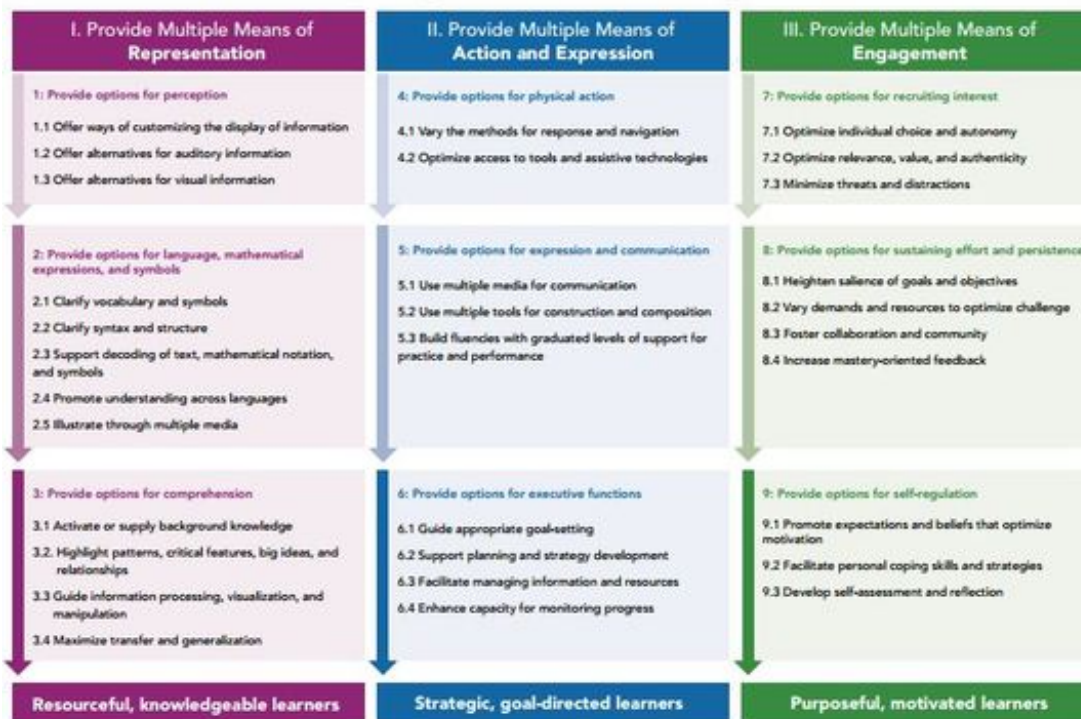 I. Provide Multiple Means of
Representation
1: Provide options for perception
1.1 Offer ways of customizing the display of information
1.2 Offer alternatives for auditory information
1.3 Offer alternatives for visual information
2: Provide options for language, mathematical
expressions, and symbols
2.1 Clarify vocabulary and symbols
2.2 Clarify syntax and structure
2.3 Support decoding of text, mathematical notation,
and symbols
2.4 Promote understanding across languages
2.5 Illustrate through multiple media
3: Provide options for comprehension
3.1 Activate or supply background knowledge
3.2. Highlight patterns, critical features, big ideas, and
relationships
3.3 Guide information processing, visualization, and
manipulation
3.4 Maximize transfer and generalization
Resourceful, knowledgeable learners
II. Provide Multiple Means of
Action and Expression
4: Provide options for physical action
4.1 Vary the methods for response and navigation
4.2 Optimize access to tools and assistive technologies
5: Provide options for expression and communication
5.1 Use multiple media for communication
5.2 Use multiple tools for construction and composition
5.3 Build fluencies with graduated levels of support for
practice and performance
6: Provide options for executive functions
6.1 Guide appropriate goal-setting
6.2 Support planning and strategy development
6.3 Facilitate managing information and resources
6.4 Enhance capacity for monitoring progress
Strategic, goal-directed learners
III. Provide Multiple Means of
Engagement
7: Provide options for recruiting interest
7.1 Optimize individual choice and autonomy
7.2 Optimize relevance, value, and authenticity
7.3 Minimize threats and distractions
8: Provide options for sustaining effort and persistence
8.1 Heighten salience of goals and objectives
8.2 Vary demands and resources to optimize challenge
8.3 Foster collaboration and community
8.4 Increase mastery-oriented feedback
9: Provide options for self-regulation
9.1 Promote expectations and beliefs that optimize
motivation
9.2 Facilitate personal coping skills and strategies
9.3 Develop self-assessment and reflection
Purposeful, motivated learners